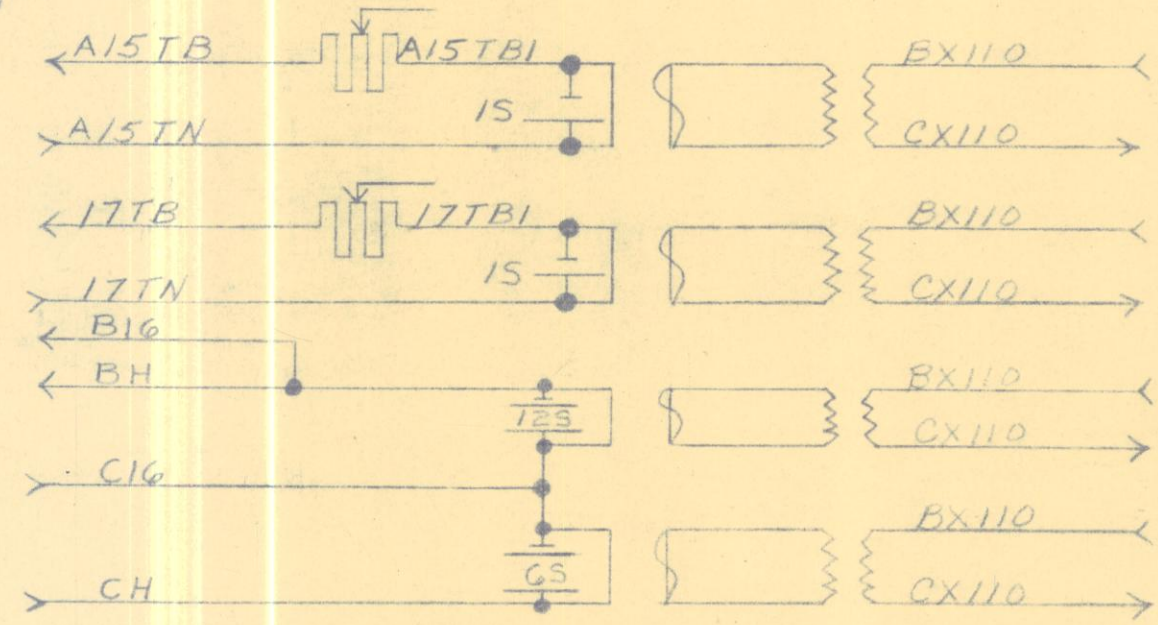 A15TB A15TB1 BX110
1S
A15TN CX110
17TB 17TB1 BX110
1S
17TN CX110
B16
BH BX110
12S
CX110
C16
BX110
6S
CH CX110